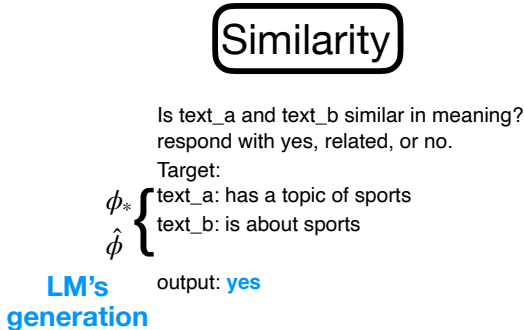 Similarity
Is text_a and text_b similar in meaning?
respond with yes, related, or no.
Target:
ϕ* text_a: has a topic of sports
ϕ̂ text_b: is about sports
LM's output: yes
generation